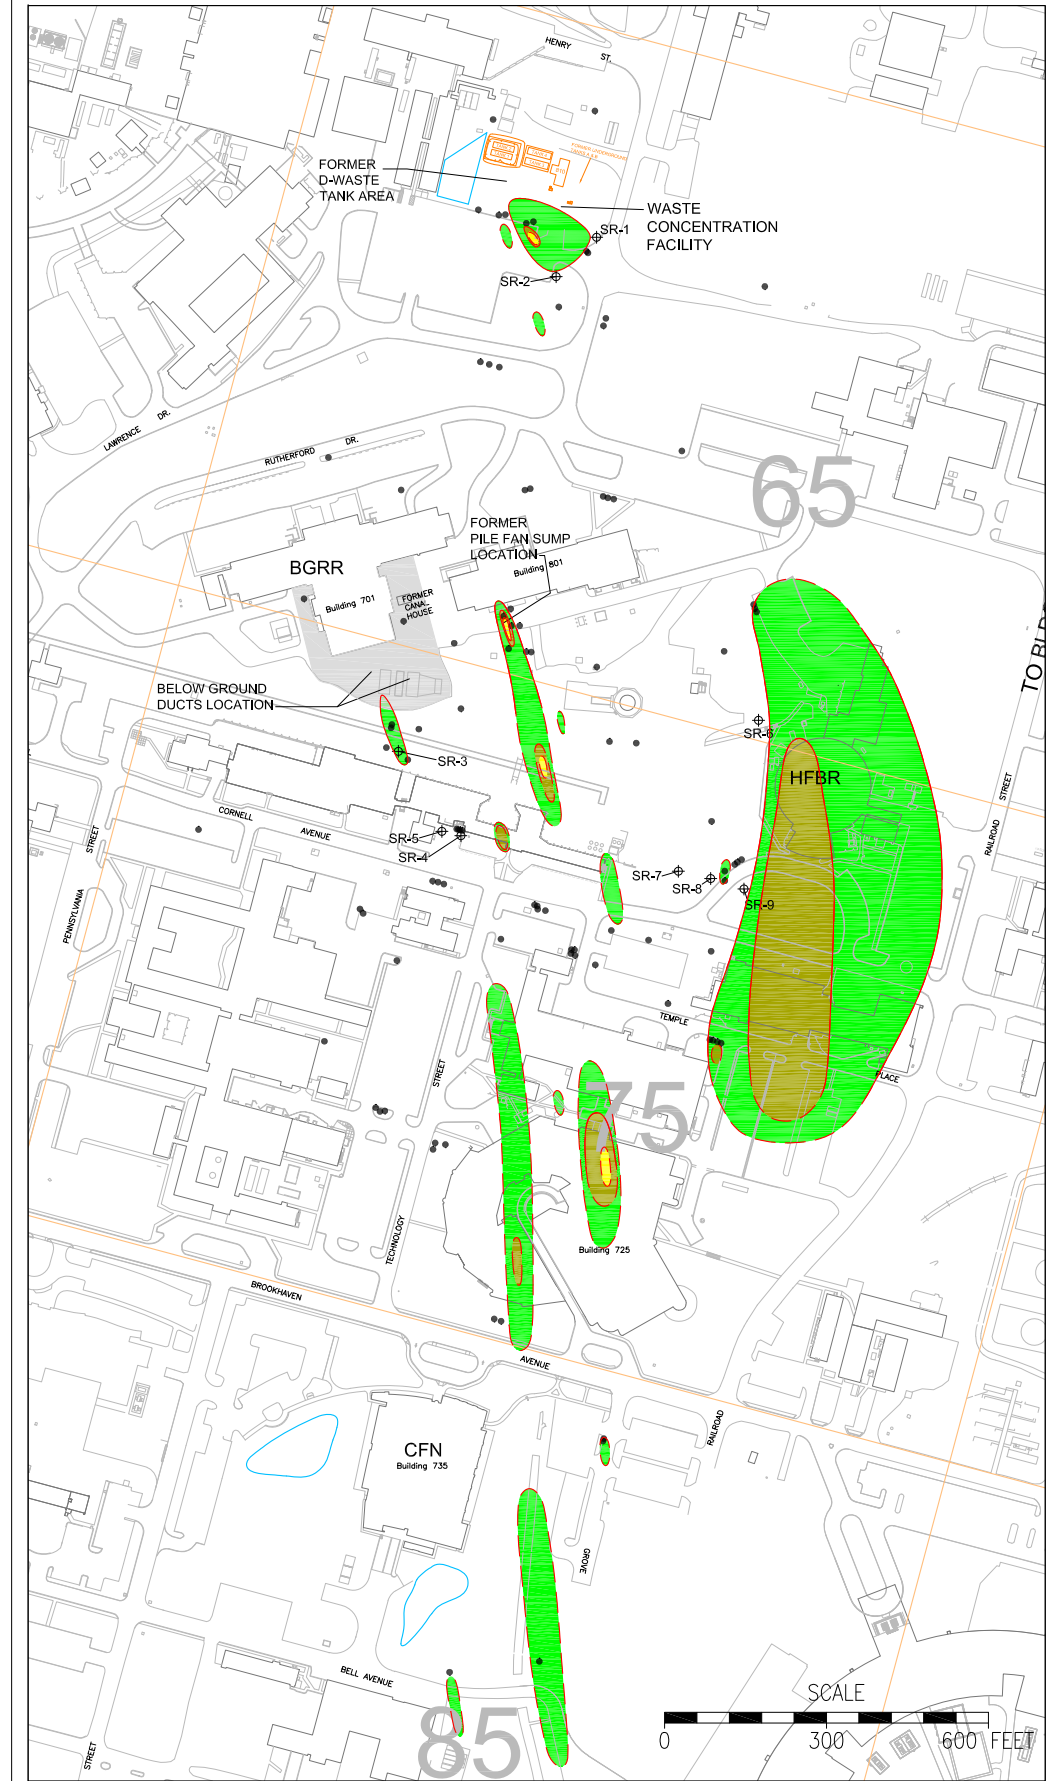 HENRY
ST.
FORMER
D-WASTE
TANK AREA
WASTE
CONCENTRATION
FACILITY
SR-1
SR-2
LAWRENCE
DR.
RUTHERFORD
DR.
65
FORMER
PILE FAN SUMP
LOCATION
Building 801
BGRR
Building 701
FORMER
CANAL
HOUSE
TO BLD
BELOW GROUND
DUCTS LOCATION
SR-3
SR-6
HFBR
STREET
RAILROAD
CORNELL
AVENUE
STREET
PENNSYLVANIA
SR-5
SR-4
SR-7
SR-8
SR-9
TEMPLE
PLACE
STREET
TECHNOLOGY
75
Building 725
BROOKHAVEN
AVENUE
RAILROAD
CFN
Building 735
GROVE
BELL AVENUE
STREET
85
SCALE
0
300
600 FEET